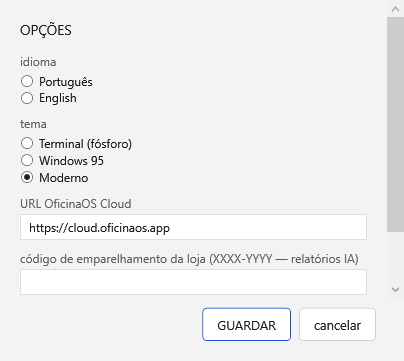 OPÇÕES
idioma
Português
English
tema
Terminal (fósforo)
Windows 95
Moderno
URL OficinaOS Cloud
https://cloud.oficinaos.app
código de emparelhamento da loja (XXXX-YYYY — relatórios IA)
GUARDAR cancelar